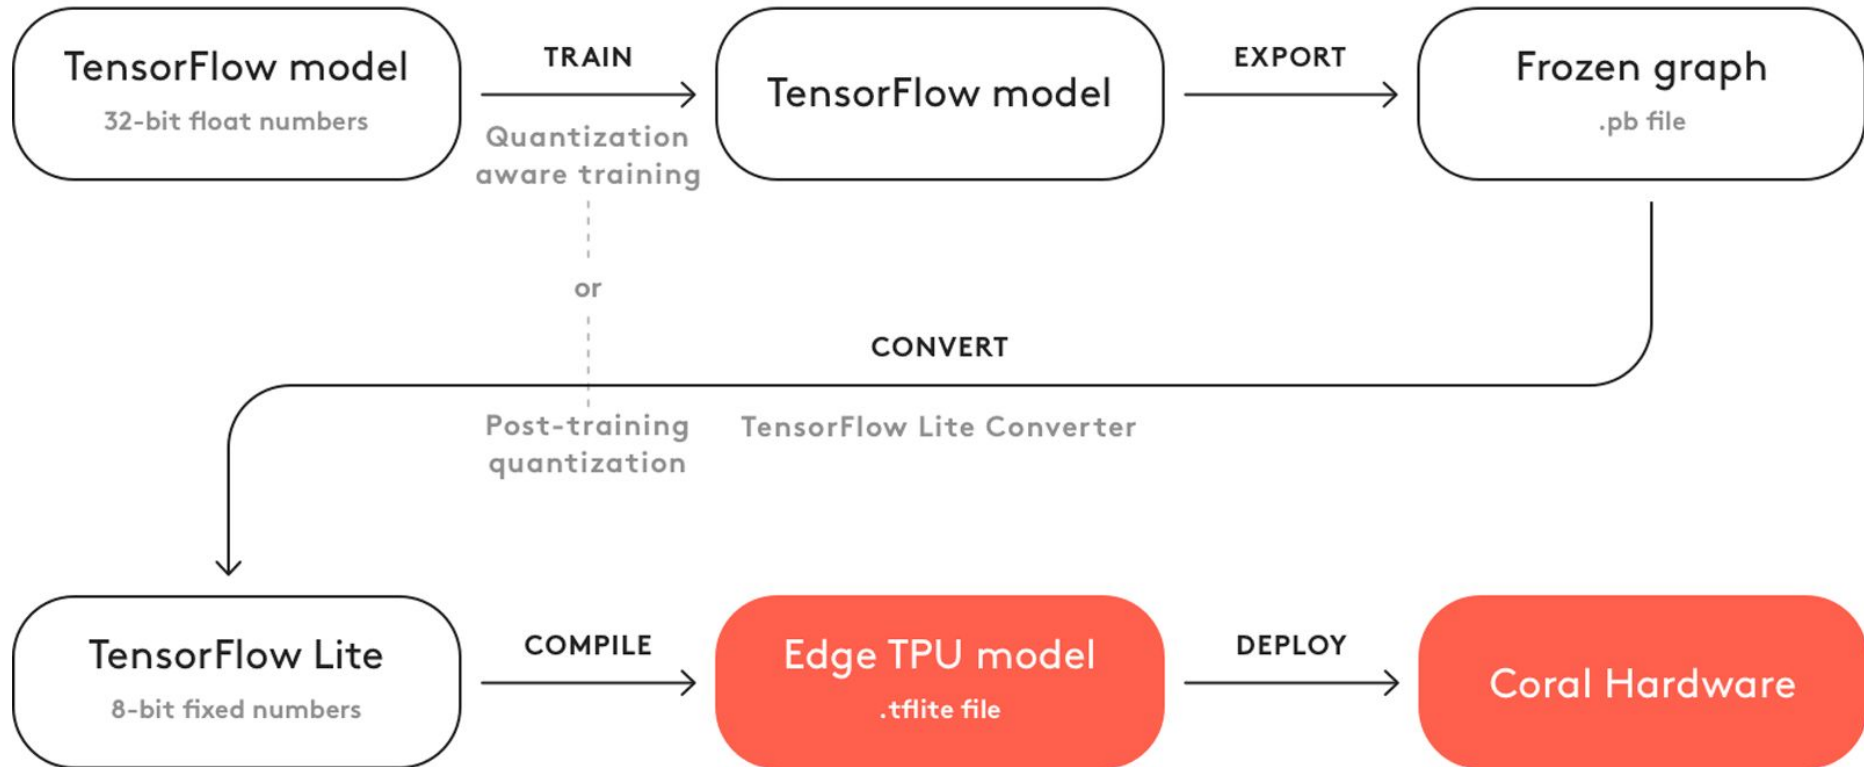 TensorFlow model
32-bit float numbers
TRAIN
Quantization
aware training
TensorFlow model
EXPORT
Frozen graph
.pb file
or
CONVERT
Post-training
quantization
TensorFlow Lite Converter
TensorFlow Lite
8-bit fixed numbers
COMPILE
Edge TPU model
.tflite file
DEPLOY
Coral Hardware